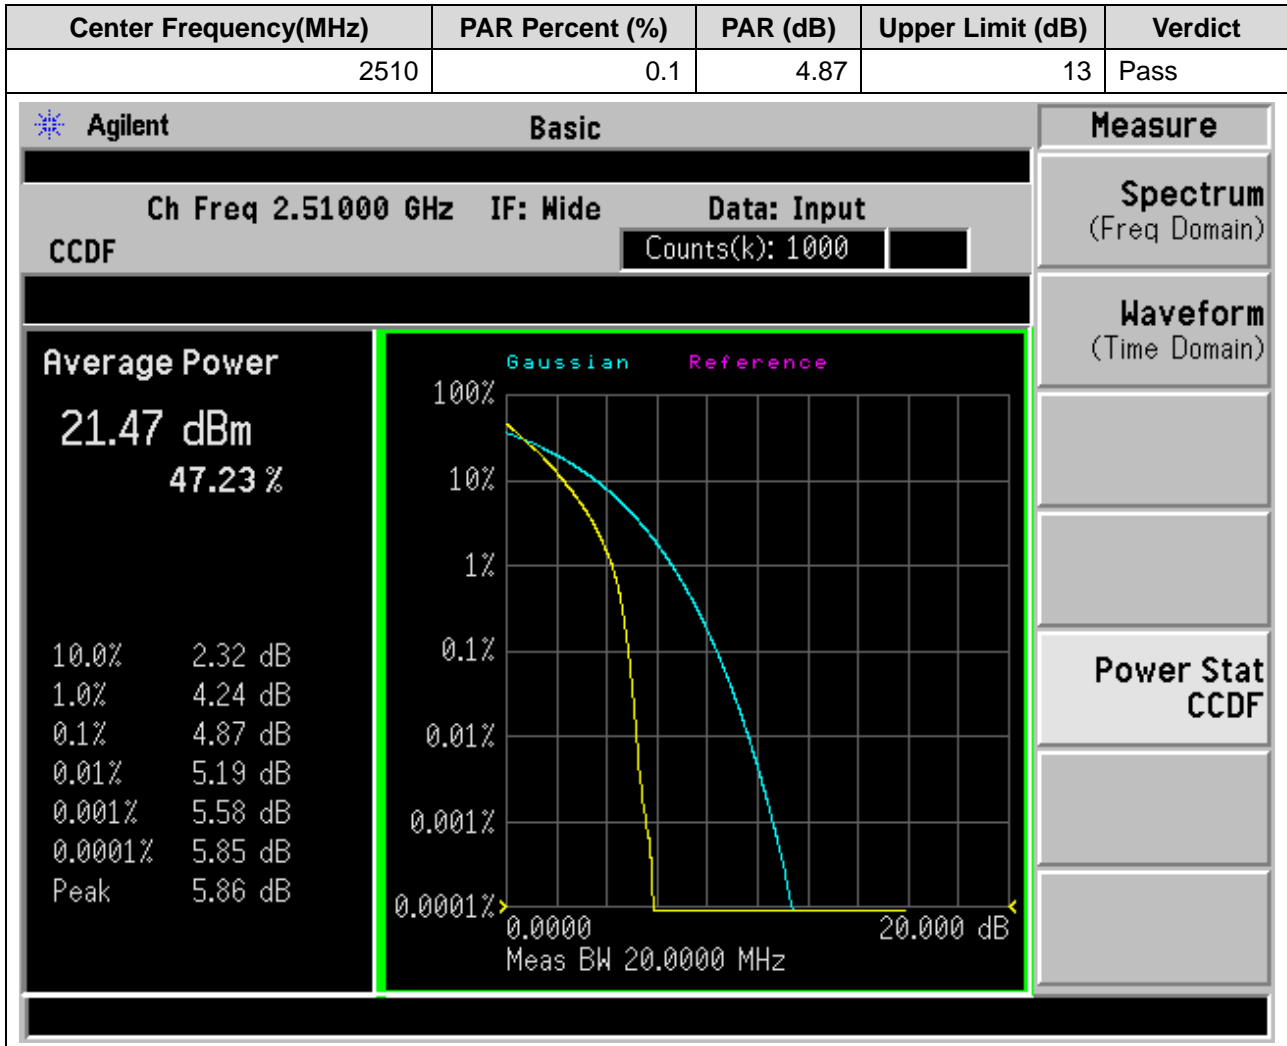 Center Frequency(MHz) PAR Percent (%) PAR (dB) Upper Limit (dB) Verdict
2510 0.1 4.87 13 Pass
Agilent Basic Measure
Ch Freq 2.51000 GHz IF: Wide Data: Input
CCDF Counts(k): 1000
Average Power
21.47 dBm
47.23 %
10.0% 2.32 dB
1.0% 4.24 dB
0.1% 4.87 dB
0.01% 5.19 dB
0.001% 5.58 dB
0.0001% 5.85 dB
Peak 5.86 dB
Gaussian Reference
100%
10%
1%
0.1%
0.01%
0.001%
0.0001%
0.0000 20.000 dB
Meas BW 20.0000 MHz
Spectrum
(Freq Domain)
Waveform
(Time Domain)
Power Stat
CCDF